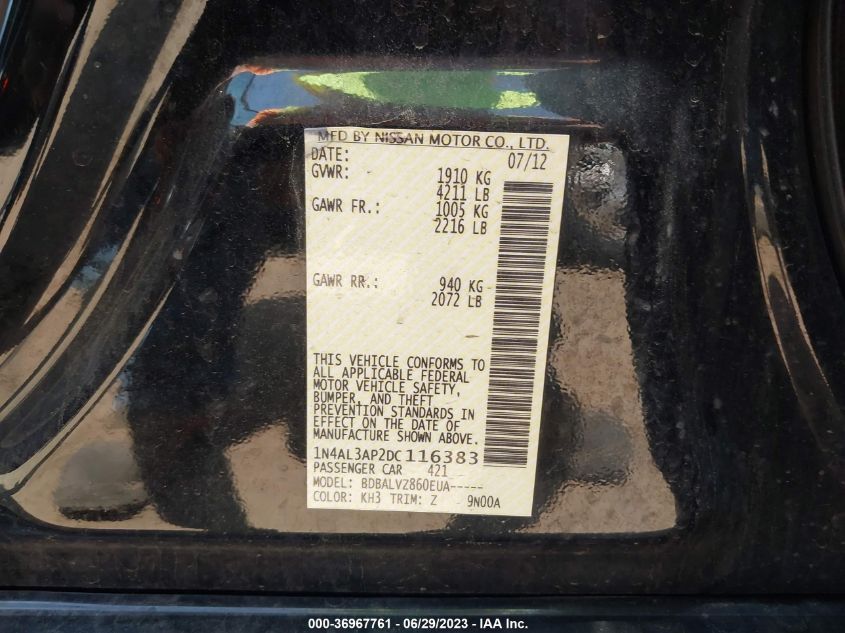 MFD BY NISSAN MOTOR CO., LTD.
DATE: 07/12
GVWR: 1910 KG
4211 LB
GAWR FR.: 1005 KG
2216 LB
GAWR RR.: 940 KG
2072 LB
THIS VEHICLE CONFORMS TO
ALL APPLICABLE FEDERAL
MOTOR VEHICLE SAFETY,
BUMPER, AND THEFT
PREVENTION STANDARDS IN
EFFECT ON THE DATE OF
MANUFACTURE SHOWN ABOVE.
1N4AL3AP2DC116383
PASSENGER CAR 421
MODEL: BDBALVZ860EUA-----
COLOR: KH3 TRIM: Z 9N00A
000-36967761 - 06/29/2023 - IAA Inc.